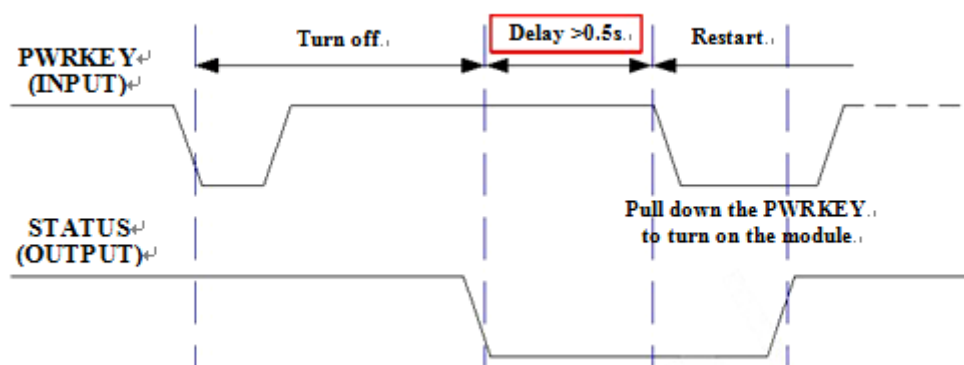 Turn off.
Delay >0.5s.
Restart.
PWRKEY↵
(INPUT)↵
Pull down the PWRKEY.
to turn on the module.
STATUS↵
(OUTPUT)↵